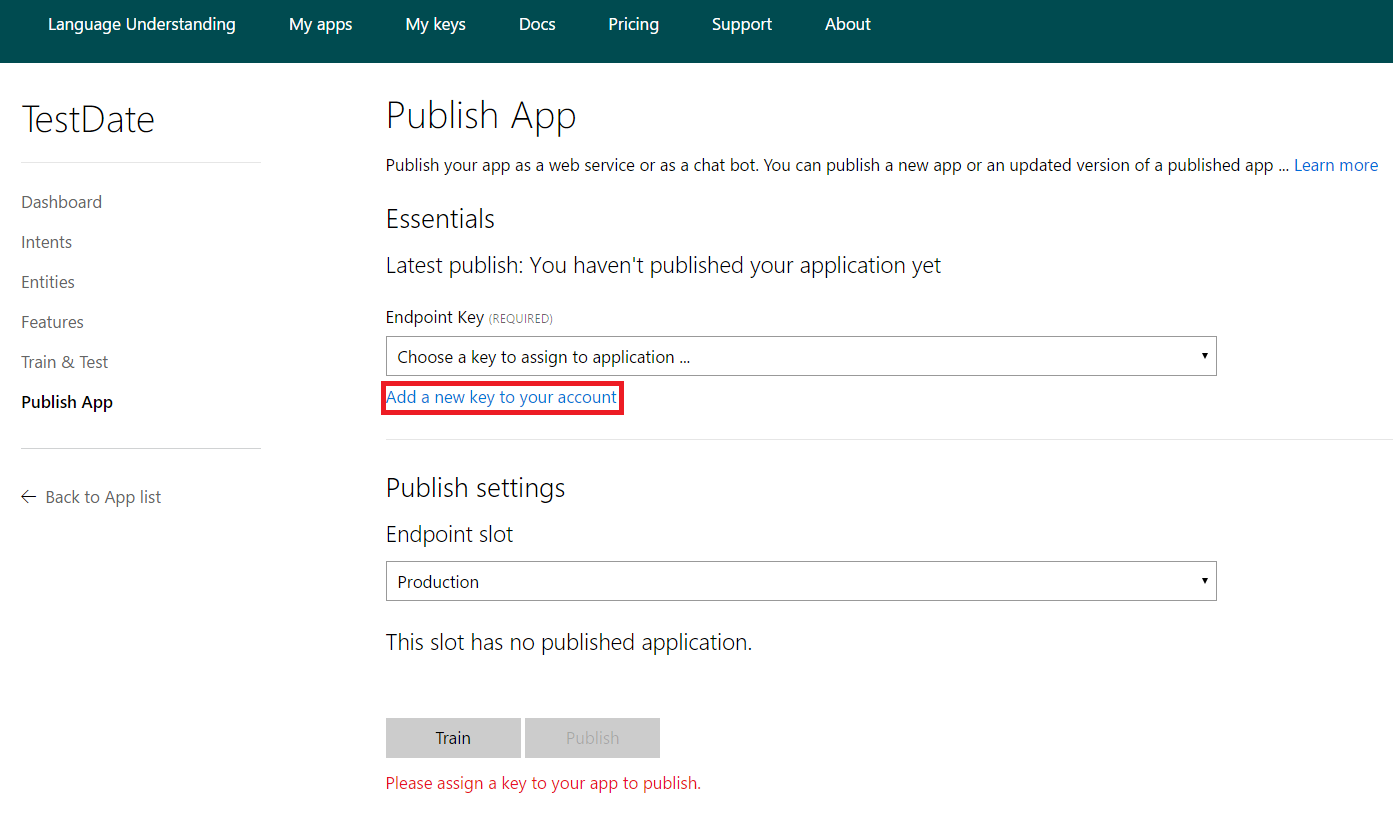 Language Understanding My apps My keys Docs Pricing Support About
TestDate
Dashboard
Intents
Entities
Features
Train & Test
Publish App
Back to App list
Publish App
Publish your app as a web service or as a chat bot. You can publish a new app or an updated version of a published app ... Learn more
Essentials
Latest publish: You haven't published your application yet
Endpoint Key (REQUIRED)
Choose a key to assign to application ...
Add a new key to your account
Publish settings
Endpoint slot
Production
This slot has no published application.
Train Publish
Please assign a key to your app to publish.